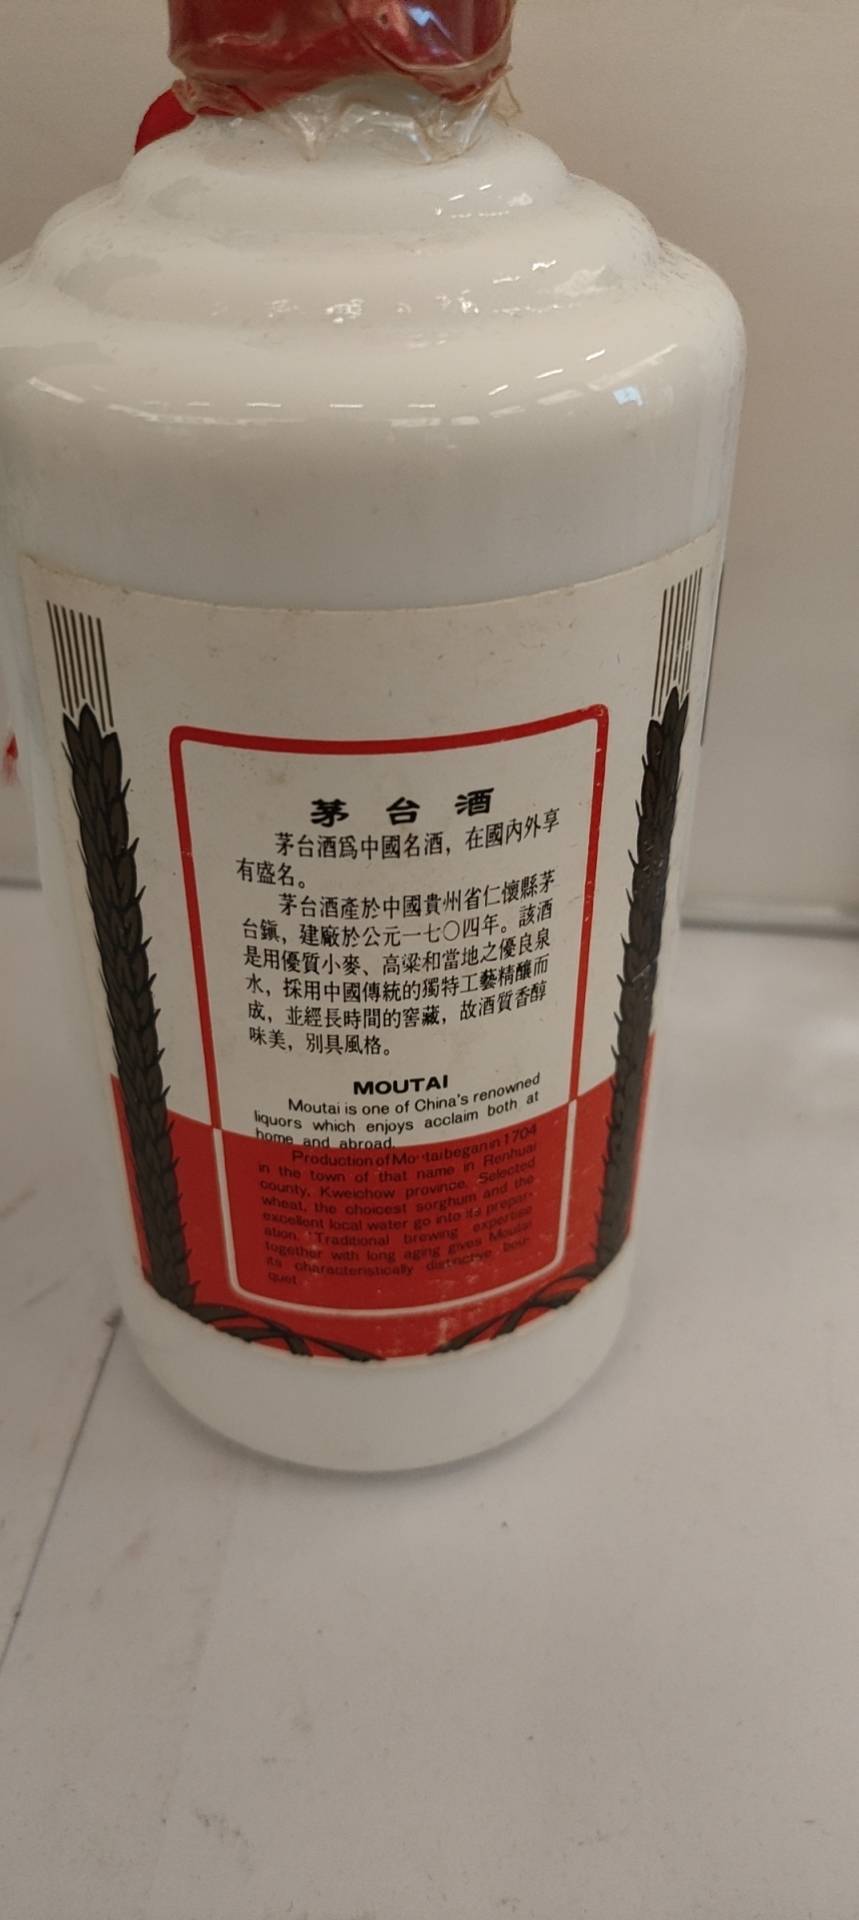 茅台酒
茅台酒爲中國名酒，在國內外享
有盛名。
茅台酒產於中國貴州省仁懷縣茅
台鎭，建廠於公元一七〇四年。該酒
是用優質小麥、高粱和當地之優良泉
水，採用中國傳統的獨特工藝精釀而
成，並經長時間的窖藏，故酒質香醇
味美，別具風格。
MOUTAI
Moutai is one of China's renowned
liquors which enjoys acclaim both at
home and abroad.
Production of Moutai began in 1704
in the town of that name in Renhuai
county, Kweichow province. Selected
wheat, the choicest sorghum and the
excellent local water go into its prepar-
ation. Traditional brewing expertise
together with long aging gives Moutai
its characteristically distinctive bou-
quet